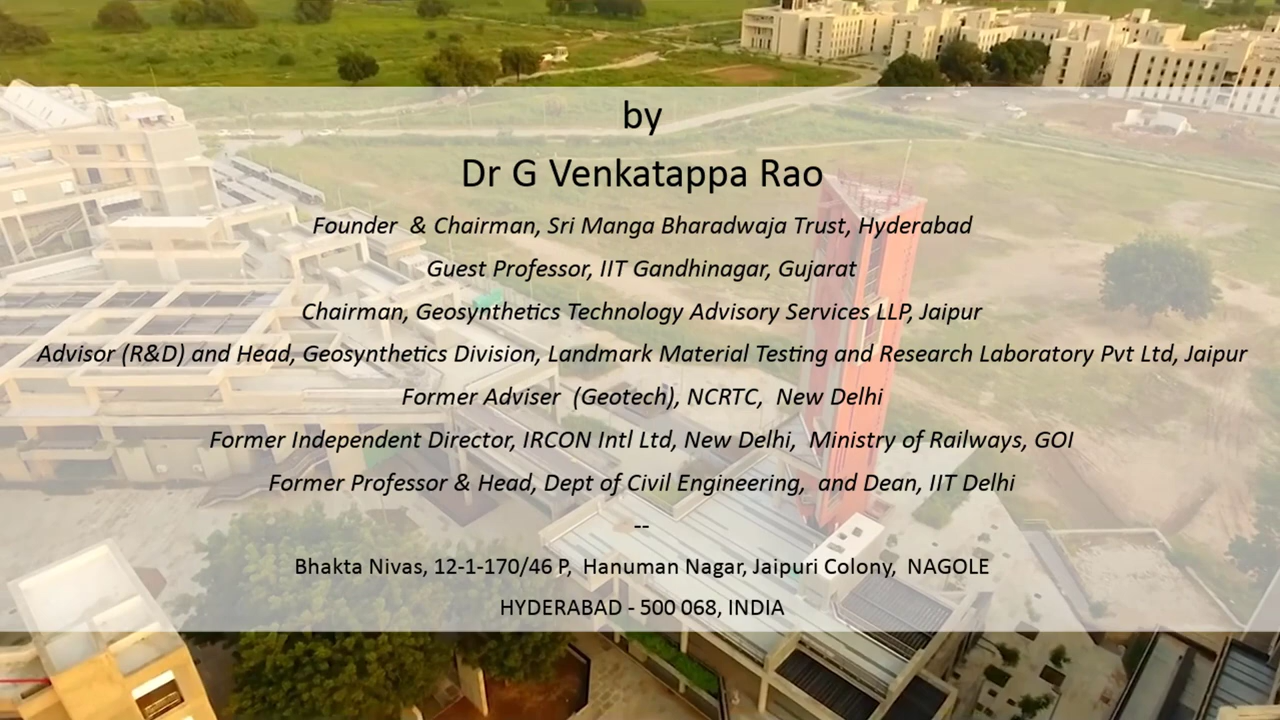 by
Dr G Venkatappa Rao
Founder & Chairman, Sri Manga Bharadwaja Trust, Hyderabad
Guest Professor, IIT Gandhinagar, Gujarat
Chairman, Geosynthetics Technology Advisory Services LLP, Jaipur
Advisor (R&D) and Head, Geosynthetics Division, Landmark Material Testing and Research Laboratory Pvt Ltd, Jaipur
Former Adviser (Geotech), NCRTC, New Delhi
Former Independent Director, IRCON Intl Ltd, New Delhi, Ministry of Railways, GOI
Former Professor & Head, Dept of Civil Engineering, and Dean, IIT Delhi
--
Bhakta Nivas, 12-1-170/46 P, Hanuman Nagar, Jaipuri Colony, NAGOLE
HYDERABAD - 500 068, INDIA